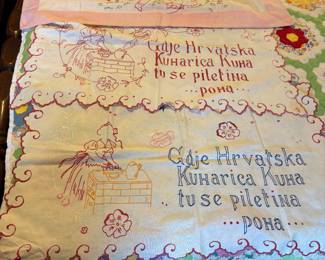 Gdje Hrvatska
Kuharica Kuha
tu se piletina
...poha...
Gdje Hrvatska
Kuharica Kuha
tu se piletina
...poha...